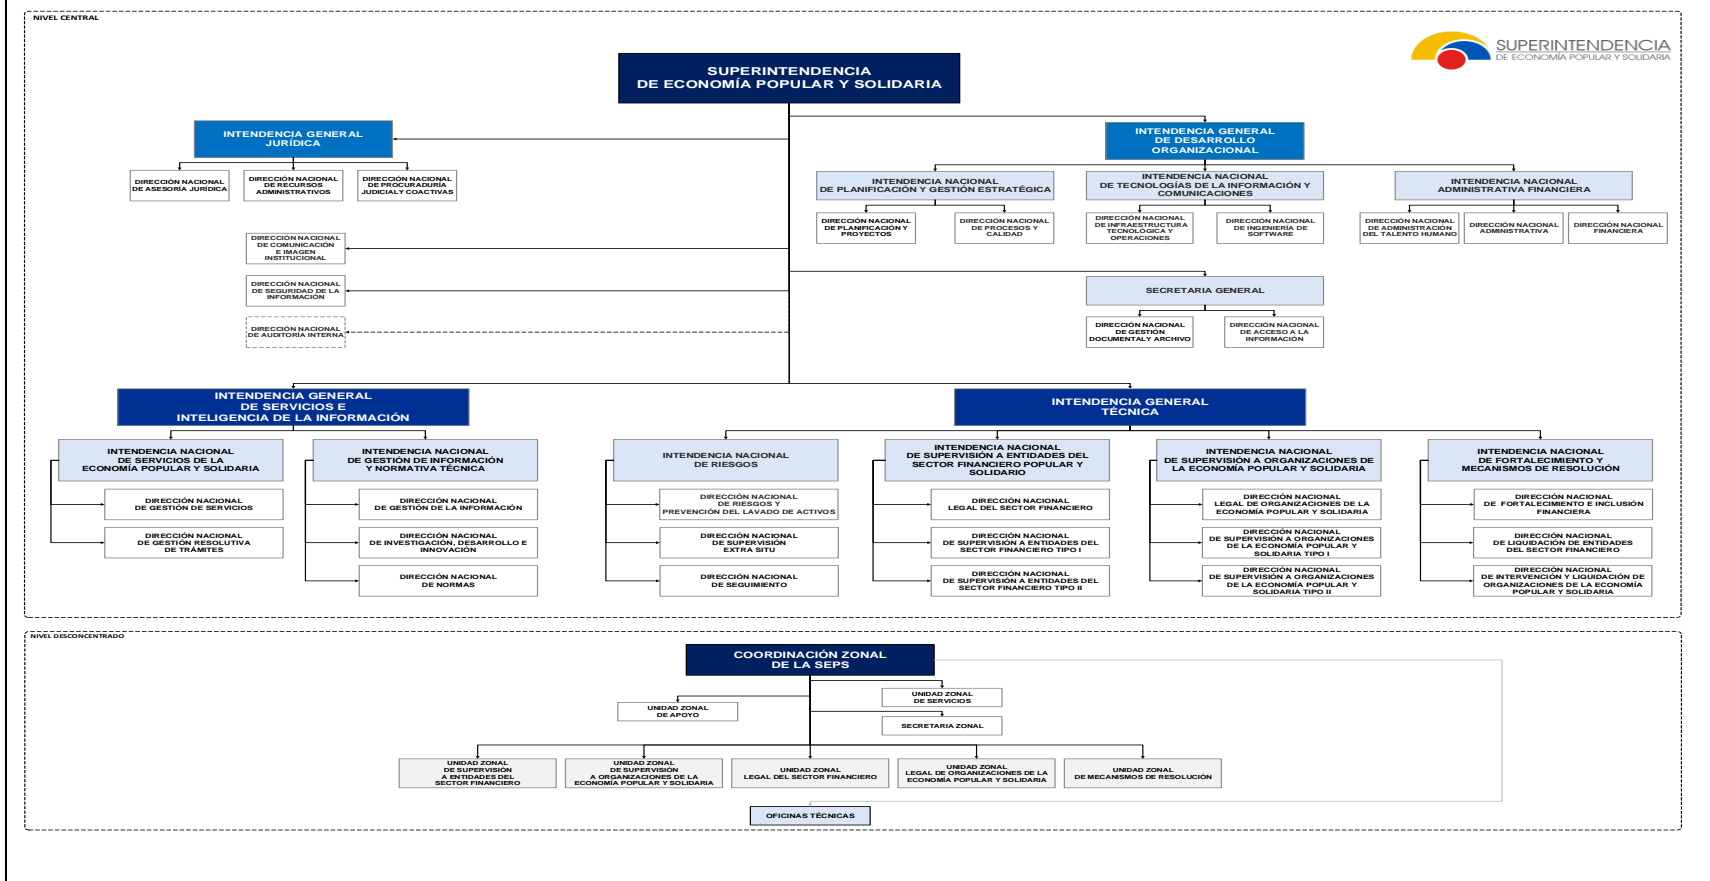 NIVEL CENTRAL
SUPERINTENDENCIA
DE ECONOMÍA POPULAR Y SOLIDARIA
SUPERINTENDENCIA
DE ECONOMÍA POPULAR Y SOLIDARIA
INTENDENCIA GENERAL
JURÍDICA
DIRECCIÓN NACIONAL
DE ASESORÍA JURÍDICA
DIRECCIÓN NACIONAL
DE RECURSOS
ADMINISTRATIVOS
DIRECCIÓN NACIONAL
DE PROCURADURÍA
JUDICIAL Y COACTIVAS
INTENDENCIA GENERAL
DE DESARROLLO
ORGANIZACIONAL
INTENDENCIA NACIONAL
DE PLANIFICACIÓN Y GESTIÓN ESTRATÉGICA
INTENDENCIA NACIONAL
DE TECNOLOGÍAS DE LA INFORMACIÓN Y
COMUNICACIONES
INTENDENCIA NACIONAL
ADMINISTRATIVA FINANCIERA
DIRECCIÓN NACIONAL
DE PLANIFICACIÓN Y
PROYECTOS
DIRECCIÓN NACIONAL
DE PROCESOS Y
CALIDAD
DIRECCIÓN NACIONAL
DE INFRAESTRUCTURA
TECNOLÓGICA Y
OPERACIONES
DIRECCIÓN NACIONAL
DE INGENIERÍA DE
SOFTWARE
DIRECCIÓN NACIONAL
DE ADMINISTRACIÓN
DEL TALENTO HUMANO
DIRECCIÓN NACIONAL
ADMINISTRATIVA
DIRECCIÓN NACIONAL
FINANCIERA
DIRECCIÓN NACIONAL
DE COMUNICACIÓN
E IMAGEN
INSTITUCIONAL
DIRECCIÓN NACIONAL
DE SEGURIDAD DE LA
INFORMACIÓN
DIRECCIÓN NACIONAL
DE AUDITORÍA INTERNA
SECRETARIA GENERAL
DIRECCIÓN NACIONAL
DE GESTIÓN
DOCUMENTAL Y ARCHIVO
DIRECCIÓN NACIONAL
DE ACCESO A LA
INFORMACIÓN
INTENDENCIA GENERAL
DE SERVICIOS E
INTELIGENCIA DE LA INFORMACIÓN
INTENDENCIA GENERAL
TÉCNICA
INTENDENCIA NACIONAL
DE SERVICIOS DE LA
ECONOMÍA POPULAR Y SOLIDARIA
DIRECCIÓN NACIONAL
DE GESTIÓN DE SERVICIOS
DIRECCIÓN NACIONAL
DE GESTIÓN RESOLUTIVA
DE TRÁMITES
INTENDENCIA NACIONAL
DE GESTIÓN DE INFORMACIÓN
Y NORMATIVA TÉCNICA
DIRECCIÓN NACIONAL
DE GESTIÓN DE LA INFORMACIÓN
DIRECCIÓN NACIONAL
DE INVESTIGACIÓN, DESARROLLO E
INNOVACIÓN
DIRECCIÓN NACIONAL
DE NORMAS
INTENDENCIA NACIONAL
DE RIESGOS
DIRECCIÓN NACIONAL
DE RIESGOS Y
PREVENCIÓN DEL LAVADO DE ACTIVOS
DIRECCIÓN NACIONAL
DE SUPERVISIÓN
EXTRA SITU
DIRECCIÓN NACIONAL
DE SEGUIMIENTO
INTENDENCIA NACIONAL
DE SUPERVISIÓN A ENTIDADES DEL
SECTOR FINANCIERO POPULAR Y
SOLIDARIO
DIRECCIÓN NACIONAL
LEGAL DEL SECTOR FINANCIERO
DIRECCIÓN NACIONAL
DE SUPERVISIÓN A ENTIDADES DEL
SECTOR FINANCIERO TIPO I
DIRECCIÓN NACIONAL
DE SUPERVISIÓN A ENTIDADES DEL
SECTOR FINANCIERO TIPO II
INTENDENCIA NACIONAL
DE SUPERVISIÓN A ORGANIZACIONES DE
LA ECONOMÍA POPULAR Y SOLIDARIA
DIRECCIÓN NACIONAL
LEGAL DE ORGANIZACIONES DE LA
ECONOMÍA POPULAR Y SOLIDARIA
DIRECCIÓN NACIONAL
DE SUPERVISIÓN A ORGANIZACIONES
DE LA ECONOMÍA POPULAR Y
SOLIDARIA TIPO I
DIRECCIÓN NACIONAL
DE SUPERVISIÓN A ORGANIZACIONES
DE LA ECONOMÍA POPULAR Y
SOLIDARIA TIPO II
INTENDENCIA NACIONAL
DE FORTALECIMIENTO Y
MECANISMOS DE RESOLUCIÓN
DIRECCIÓN NACIONAL
DE FORTALECIMIENTO E INCLUSIÓN
FINANCIERA
DIRECCIÓN NACIONAL
DE LIQUIDACIÓN DE ENTIDADES
DEL SECTOR FINANCIERO
DIRECCIÓN NACIONAL
DE INTERVENCIÓN Y LIQUIDACIÓN DE
ORGANIZACIONES DE LA ECONOMÍA
POPULAR Y SOLIDARIA
NIVEL DESCONCENTRADO
COORDINACIÓN ZONAL
DE LA SEPS
UNIDAD ZONAL
DE SERVICIOS
UNIDAD ZONAL
DE APOYO
SECRETARIA ZONAL
UNIDAD ZONAL
DE SUPERVISIÓN
A ENTIDADES DEL
SECTOR FINANCIERO
UNIDAD ZONAL
DE SUPERVISIÓN
A ORGANIZACIONES DE LA
ECONOMÍA POPULAR Y SOLIDARIA
UNIDAD ZONAL
LEGAL DEL SECTOR FINANCIERO
UNIDAD ZONAL
LEGAL DE ORGANIZACIONES DE LA
ECONOMÍA POPULAR Y SOLIDARIA
UNIDAD ZONAL
DE MECANISMOS DE RESOLUCIÓN
OFICINAS TÉCNICAS